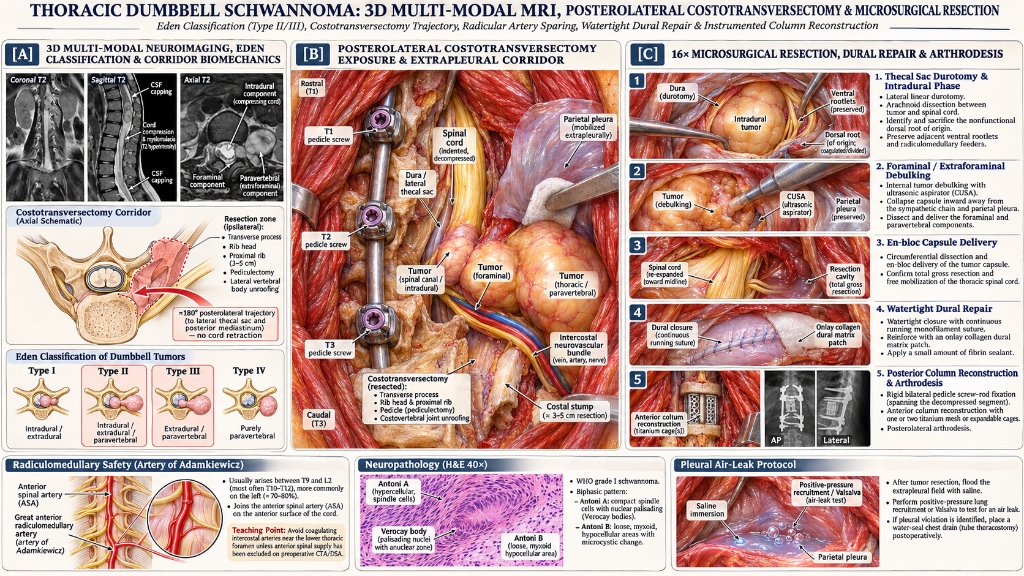 THORACIC DUMBBELL SCHWANNOMA: 3D MULTI-MODAL MRI, POSTEROLATERAL COSTOTRANSVECTOMY & MICROSURGICAL RESECTION
Eden Classification (Type II/III), Costotransvectomy Trajectory, Radicular Artery Sparing, Watertight Dural Repair & Instrumented Column Reconstruction
[A] 3D MULTI-MODAL NEUROIMAGING, EDEN
CLASSIFICATION & CORRIDOR BIOMECHANICS
Coronal T2
Sagittal T2
CSF
capping
Cord
compression &
myelomalacia
(T2 hyperintensity)
CSF
capping
Axial T2
Intradural
component
(compressing cord)
Foraminal
component
Paravertebral
(extraforaminal)
component
Costotransvectomy Corridor
(Axial Schematic)
Resection zone
(ipsilateral):
• Transverse
process
• Rib head
• Proximal rib
(3–5 cm)
• Pediculectomy
• Lateral vertebral
body unroofing
≈180° posterolateral trajectory
(to lateral thecal sac and
posterior mediastinum)
— no cord retraction
Eden Classification of Dumbbell Tumors
Type I
Type II
Type III
Type IV
Intradural /
extradural
Intradural /
extradural /
paravertebral
Extradural /
paravertebral
Purely
paravertebral
[B] POSTEROLATERAL COSTOTRANSVECTOMY
EXPOSURE & EXTRAPLEURAL CORRIDOR
Rostral
(T1)
T1
pedicle screw
Spinal
cord
(indented,
decompressed)
Parietal pleura
(mobilized
extrapleurally)
Dura /
lateral
thecal sac
T2
pedicle screw
Tumor
(spinal canal /
intradural)
Tumor
(foraminal)
Tumor
(thoracic /
paravertebral)
T3
pedicle screw
Intercostal
neurovascular
bundle
(vein, artery, nerve)
Costotransvectomy
(resected):
• Transverse process
• Rib head & proximal rib
• Pedicle (pediculectomy)
• Costovertebral joint unroofing
Costal stump
(≈ 3–5 cm resection)
Caudal
(T3)
[C] 16× MICROSURGICAL RESECTION, DURAL REPAIR & ARTHRODESIS
1
Dura
(durotomy)
Intradural
tumor
Ventral
rootlets
(preserved)
Dorsal root
(of origin;
coagulated/divided)
1. Thecal Sac Durotomy &
Intradural Phase
• Lateral linear durotomy.
• Arachnoid dissection between
tumor and spinal cord.
• Identify and sacrifice the nonfunctional
dorsal root of origin.
• Preserve adjacent ventral rootlets
and radiculomedullary feeders.
2
Tumor
(debulking)
CUSA
(ultrasonic
aspirator)
Parietal
pleura
(preserved)
2. Foraminal / Extraforaminal
Debulking
• Internal tumor debulking with
ultrasonic aspirator (CUSA).
• Collapse capsule inward away from
the sympathetic chain and parietal pleura.
• Dissect and deliver the foraminal and
paravertebral components.
3
Spinal cord
(re-expanded
toward midline)
Resection
cavity
(total gross
resection)
3. En-bloc Capsule Delivery
• Circumferential dissection and
en-bloc delivery of the tumor capsule.
• Confirm total gross resection and
free mobilization of the thoracic spinal cord.
4
Dural closure
(continuous
running suture)
Onlay collagen
dural matrix
patch
4. Watertight Dural Repair
• Watertight closure with continuous
running monofilament suture.
• Reinforce with an onlay collagen dural
matrix patch.
• Apply a small amount of fibrin sealant.
5
Anterior column
reconstruction
(titanium cage[s])
AP
Lateral
5. Posterior Column Reconstruction
& Arthrodesis
• Rigid bilateral pedicle screw–rod fixation
(spanning the decompressed segment).
• Anterior column reconstruction with
one or two titanium mesh or expandable cages.
• Posterolateral arthrodesis.
Radiculomedullary Safety (Artery of Adamkiewicz)
Anterior
spinal artery
(ASA)
Great anterior
radiculomedullary
artery
(artery of
Adamkiewicz)
• Usually arises between T9 and L2
(most often T10–T12), more commonly
on the left (≈ 70–80%).
• Joins the anterior spinal artery (ASA)
on the anterior surface of the cord.
Teaching Point: Avoid coagulating
intercostal arteries near the lower thoracic
foramen unless anterior spinal supply has
been excluded on preoperative CTA/DSA.
Neuropathology (H&E 40×)
Antoni A
(hypercellular,
spindle cells)
Verocay body
(palisading nuclei
with anuclear zone)
Antoni B
(loose, myxoid
hypocellular area)
• WHO grade I schwannoma.
• Biphasic pattern:
- Antoni A: compact spindle
cells with nuclear palisading
(Verocay bodies).
- Antoni B: loose, myxoid,
hypocellular areas with
microcystic change.
Pleural Air-Leak Protocol
Saline
immersion
Positive-pressure
recruitment / Valsalva
(air-leak test)
Parietal pleura
• After tumor resection, flood the
extrapleural field with saline.
• Perform positive-pressure lung
recruitment or Valsalva to test for an air leak.
• If pleural violation is identified, place a
water-seal chest drain (tube thoracostomy)
postoperatively.